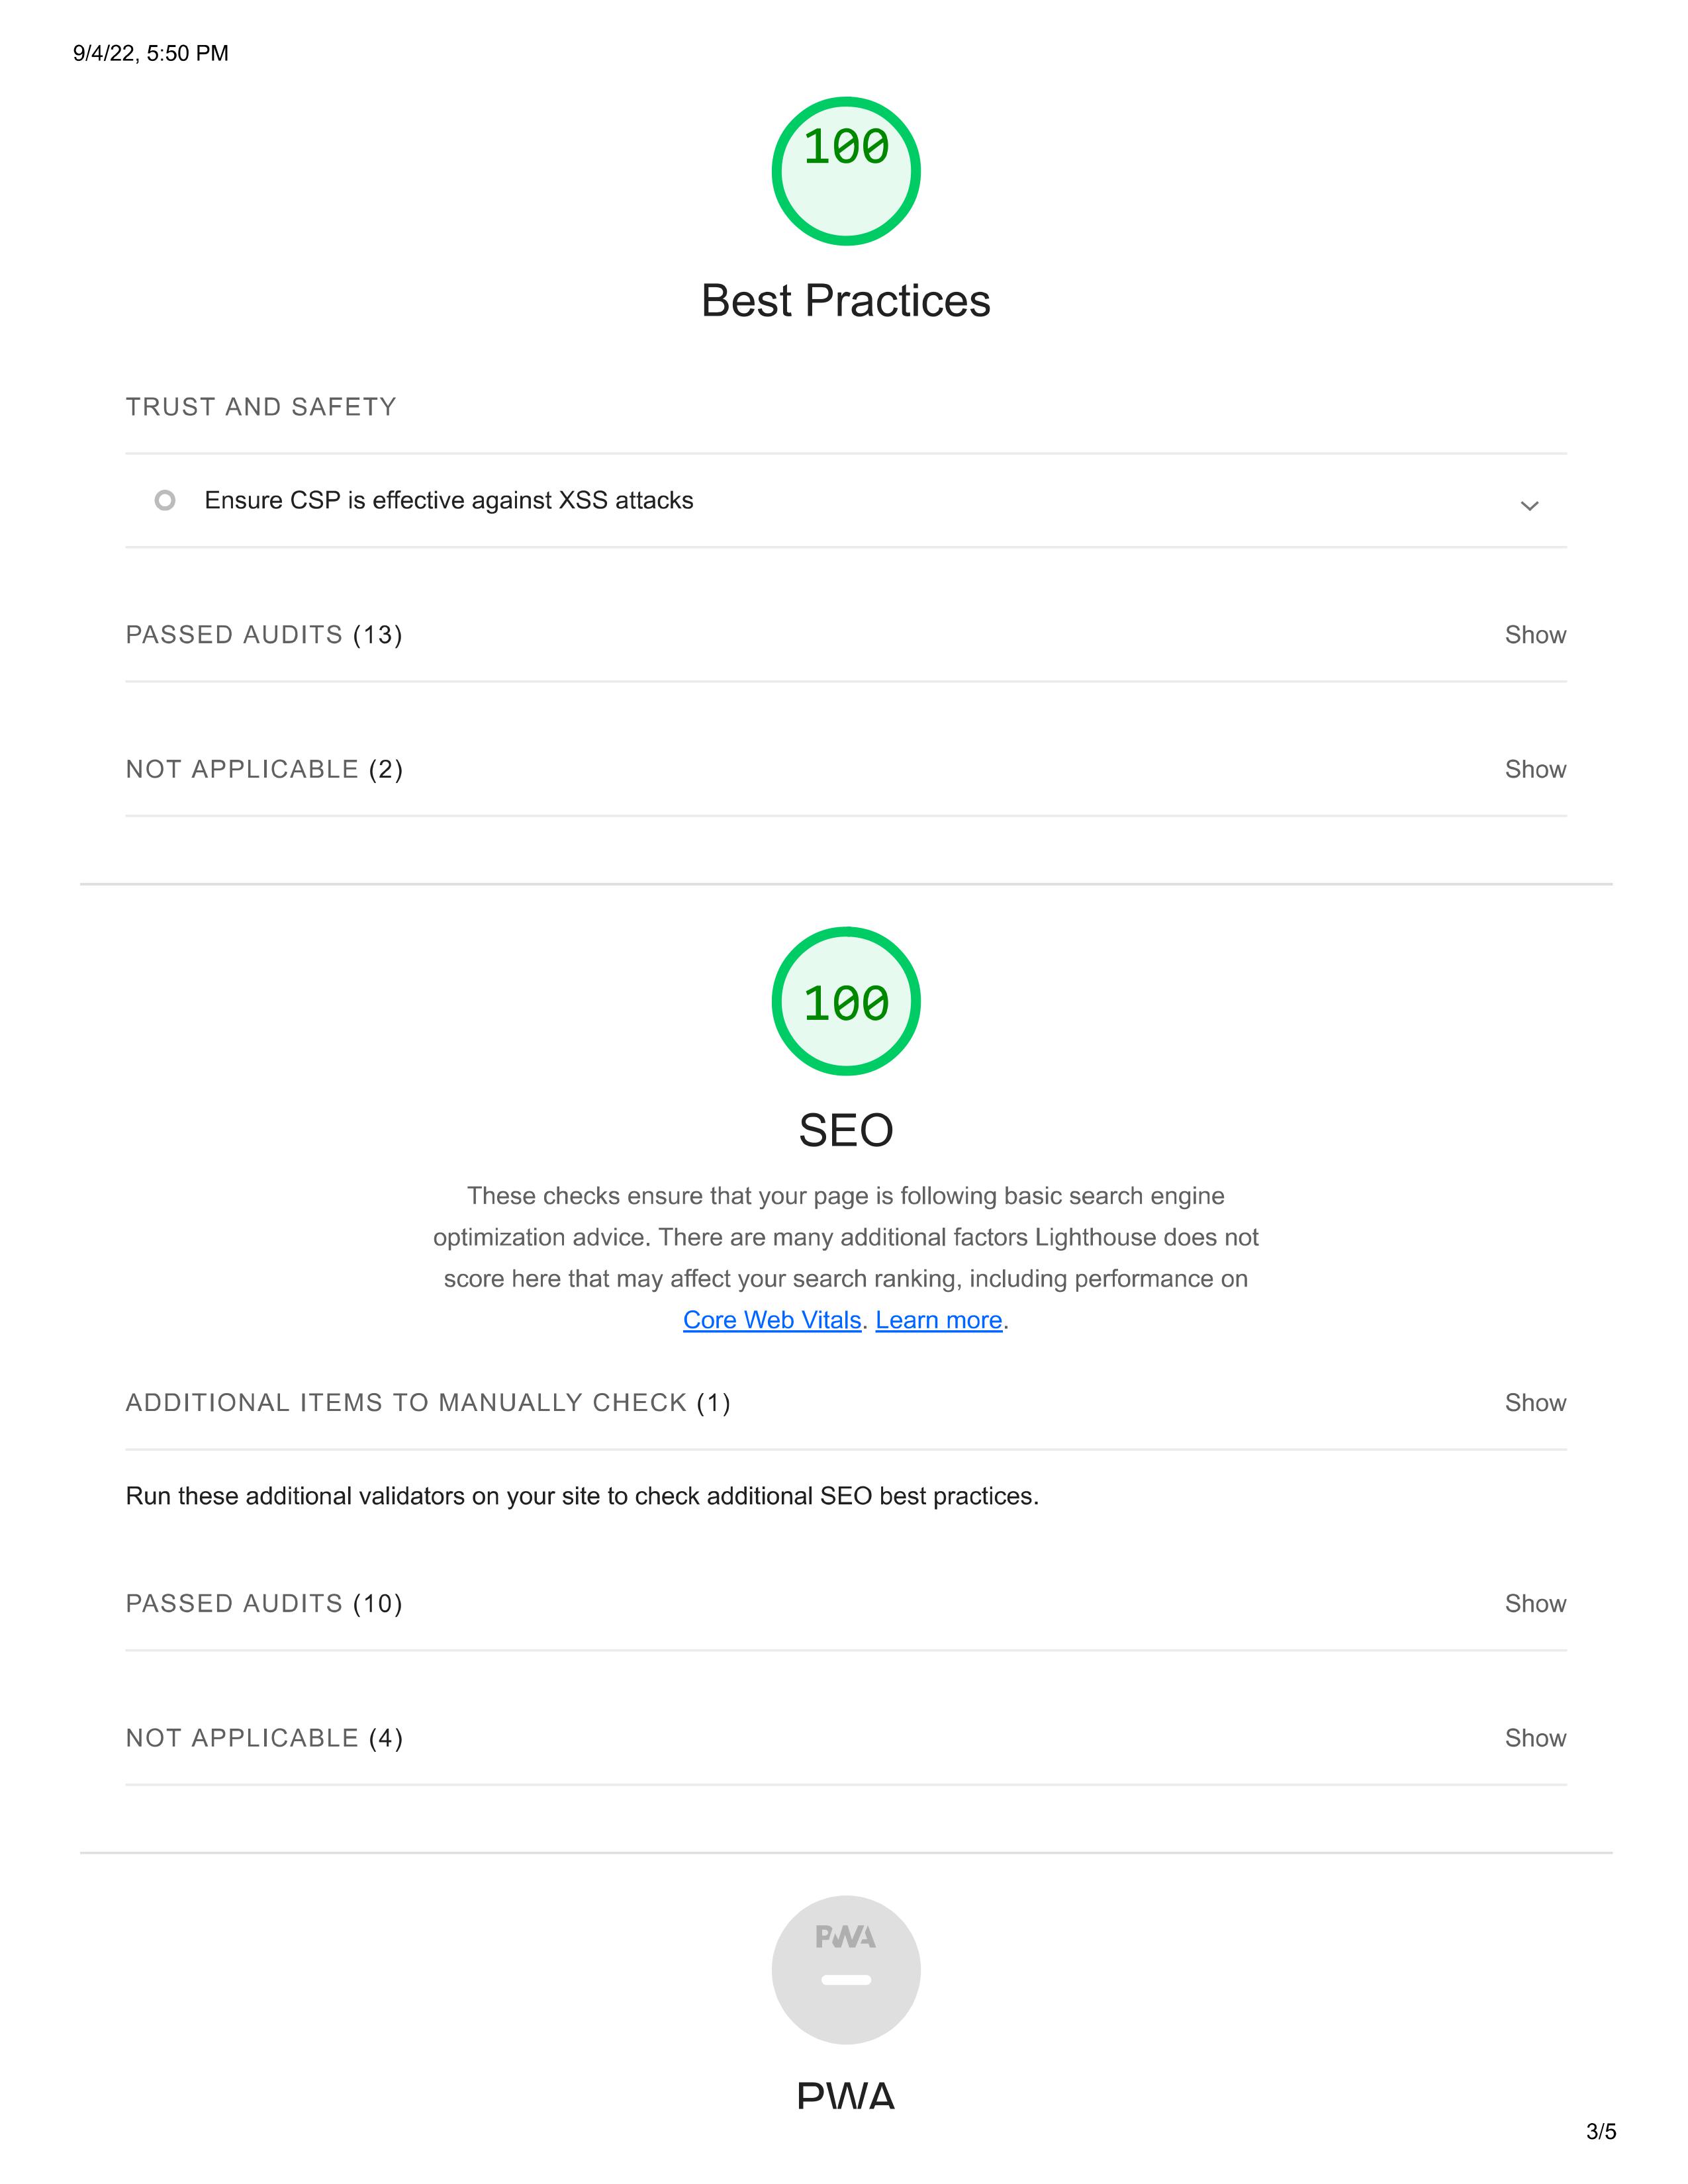 9/4/22, 5:50 PM
100
Best Practices
TRUST AND SAFETY
Ensure CSP is effective against XSS attacks
PASSED AUDITS (13) Show
NOT APPLICABLE (2) Show
100
SEO
These checks ensure that your page is following basic search engine
optimization advice. There are many additional factors Lighthouse does not
score here that may affect your search ranking, including performance on
Core Web Vitals. Learn more.
ADDITIONAL ITEMS TO MANUALLY CHECK (1) Show
Run these additional validators on your site to check additional SEO best practices.
PASSED AUDITS (10) Show
NOT APPLICABLE (4) Show
PWA
PWA
3/5